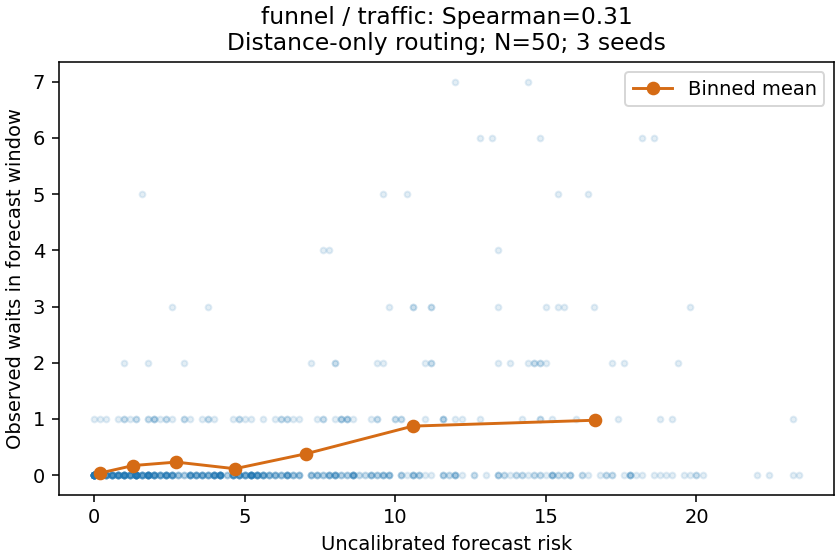 funnel / traffic: Spearman=0.31
Distance-only routing; N=50; 3 seeds
Binned mean
Observed waits in forecast window
7
6
5
4
3
2
1
0
0
5
10
15
20
Uncalibrated forecast risk